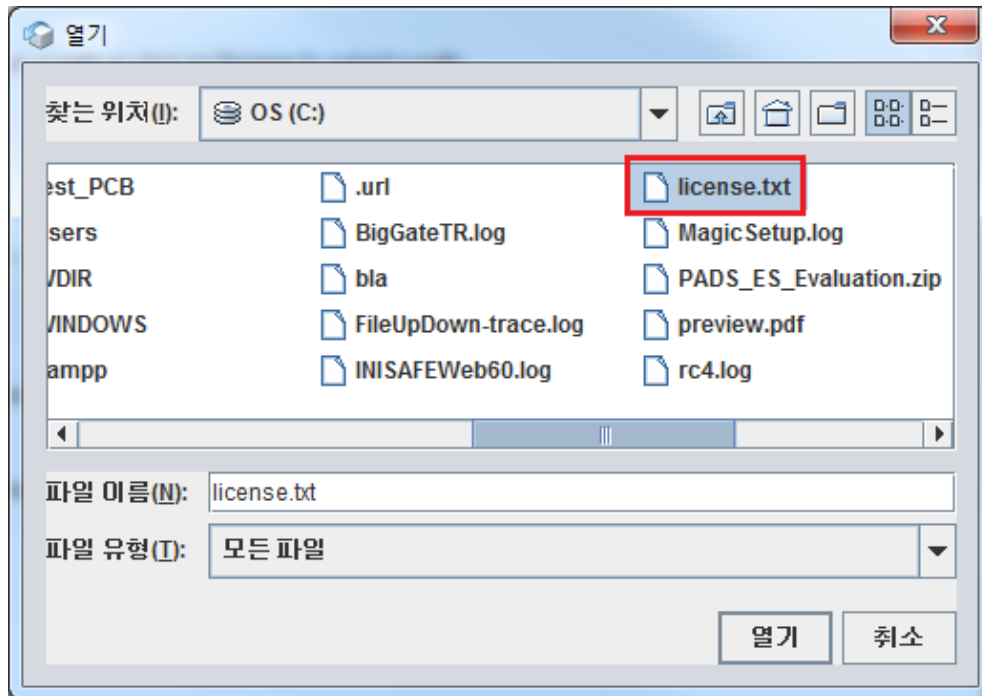 열기
찾는 위치(I): OS (C:)
est_PCB .url license.txt
sers BigGateTR.log MagicSetup.log
VDIR bla PADS_ES_Evaluation.zip
VINDOWS FileUpDown-trace.log preview.pdf
ampp INISAFEWeb60.log rc4.log
파일 이름(N): license.txt
파일 유형(T): 모든 파일
열기 취소